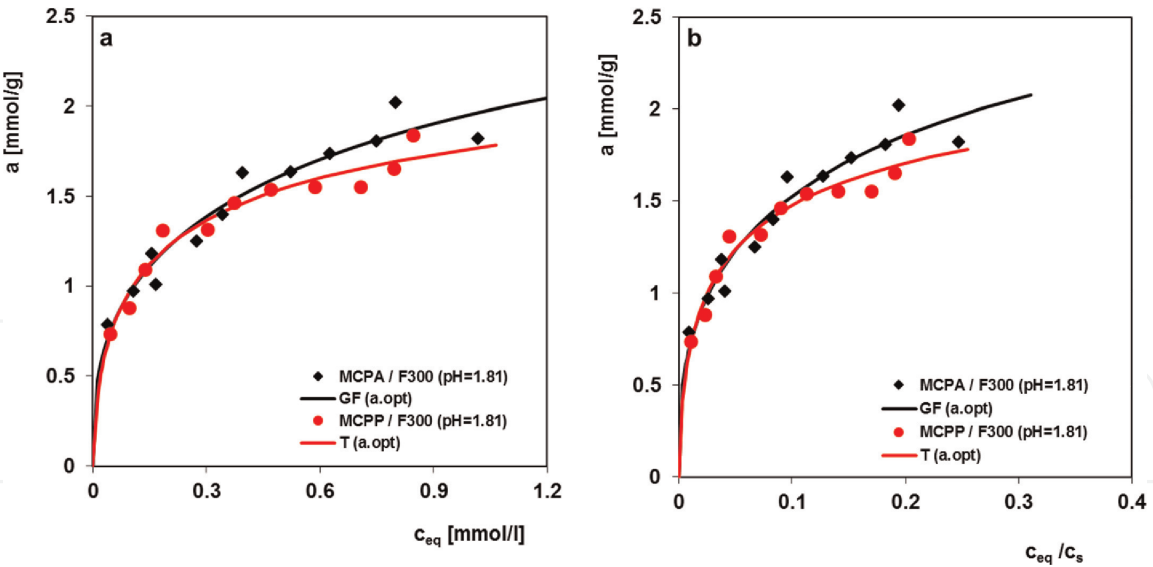 a
a [mmol/g]
2.5
2
1.5
1
0.5
0
0 0.3 0.6 0.9 1.2
c_eq [mmol/l]
MCPA / F300 (pH=1.81)
GF (a.opt)
MCPP / F300 (pH=1.81)
T (a.opt)
b
a [mmol/g]
2.5
2
1.5
1
0.5
0
0 0.1 0.2 0.3 0.4
c_eq /c_s
MCPA / F300 (pH=1.81)
GF (a.opt)
MCPP / F300 (pH=1.81)
T (a.opt)